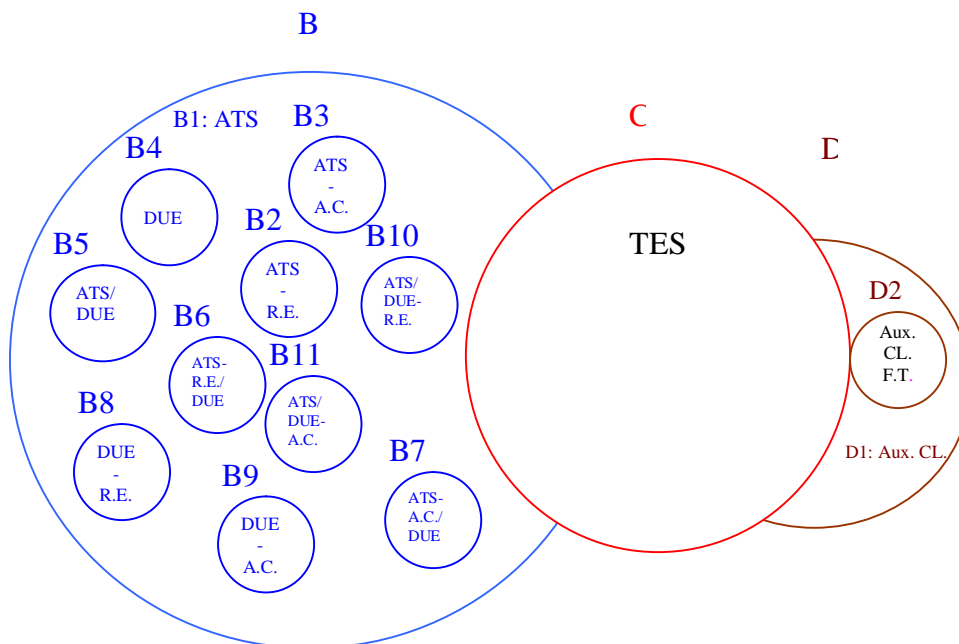 B
B1: ATS
B3
ATS
-
A.C.
B4
DUE
B2
ATS
-
R.E.
B10
ATS/
DUE-
R.E.
B5
ATS/
DUE
B6
ATS-
R.E./
DUE
B11
ATS/
DUE-
A.C.
B8
DUE
-
R.E.
B9
DUE
-
A.C.
B7
ATS-
A.C./
DUE
C
TES
D
D2
Aux.
CL.
F.T.
D1: Aux. CL.